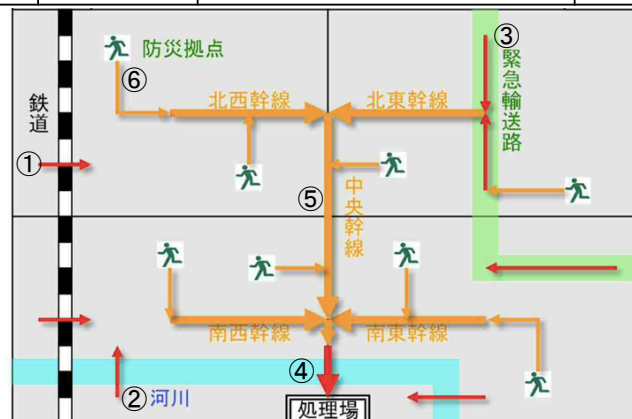 ③
防災拠点
⑥
緊急輸送路
鉄道
北西幹線
北東幹線
①
⑤
中央幹線
南西幹線
南東幹線
④
②
河川
処理場